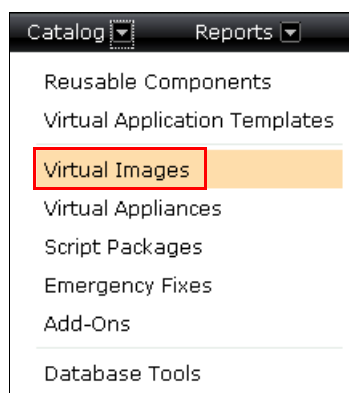 Catalog Reports
Reusable Components
Virtual Application Templates
Virtual Images
Virtual Appliances
Script Packages
Emergency Fixes
Add-Ons
Database Tools